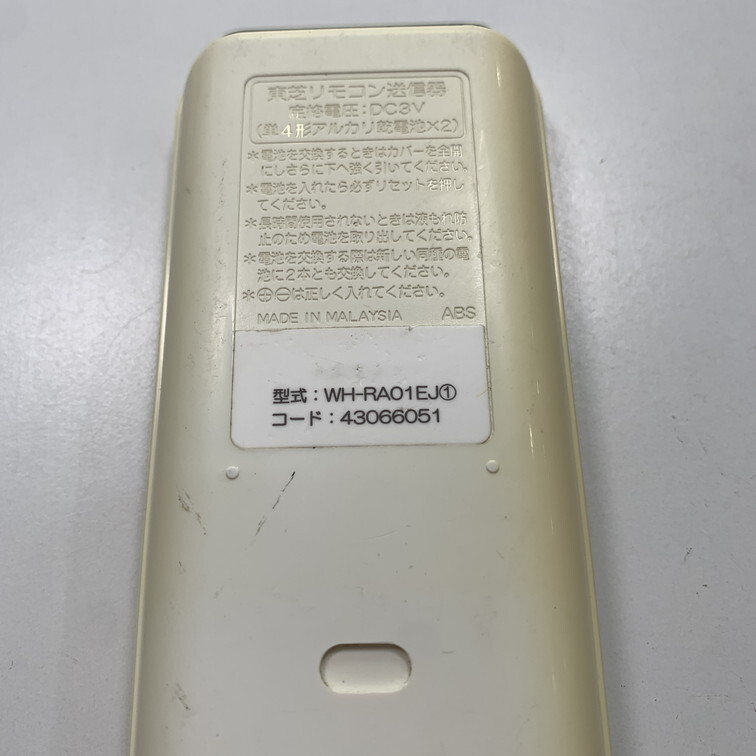 東芝リモコン送信器
定格電圧：DC3V
(単4形アルカリ乾電池×2)
＊電池を交換するときはカバーを全開
にしさらに下へ強く引いてください。
＊電池を入れたら必ずリセットを押し
てください。
＊長時間使用されないときは液もれ防
止のため電池を取り出してください。
＊電池を交換する際は新しい同種の電
池に2本とも交換してください。
＊⊕⊖は正しく入れてください。
MADE IN MALAYSIA ABS
型式：WH-RA01EJ①
コード：43066051